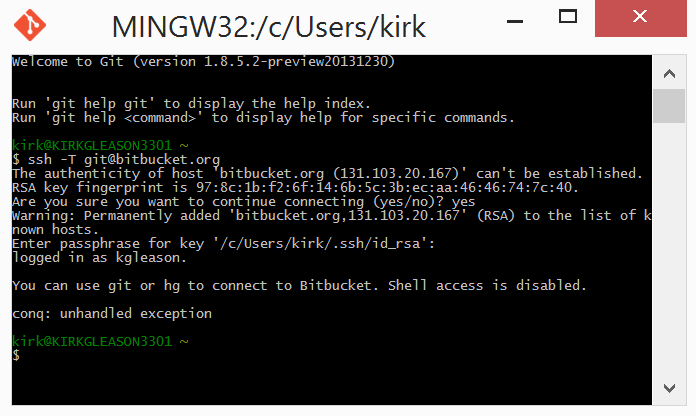 MINGW32:/c/Users/kirk
Welcome to Git (version 1.8.5.2-preview20131230)
Run 'git help git' to display the help index.
Run 'git help <command>' to display help for specific commands.
kirk@KIRKGLEASON3301 ~
$ ssh -T git@bitbucket.org
The authenticity of host 'bitbucket.org (131.103.20.167)' can't be established.
RSA key fingerprint is 97:8c:1b:f2:6f:14:6b:5c:3b:ec:aa:46:46:74:7c:40.
Are you sure you want to continue connecting (yes/no)? yes
Warning: Permanently added 'bitbucket.org,131.103.20.167' (RSA) to the list of k
nown hosts.
Enter passphrase for key '/c/Users/kirk/.ssh/id_rsa':
logged in as kgleason.
You can use git or hg to connect to Bitbucket. Shell access is disabled.
conq: unhandled exception
kirk@KIRKGLEASON3301 ~
$